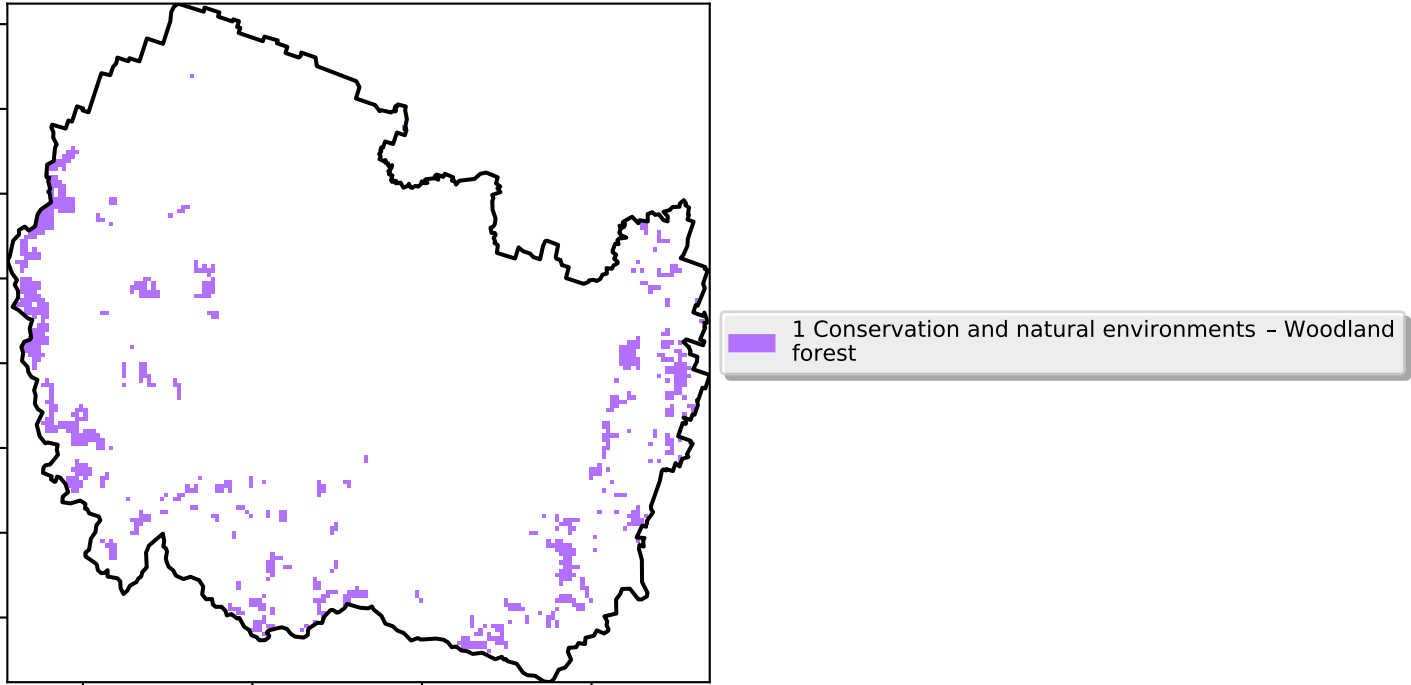 1 Conservation and natural environments – Woodland
forest